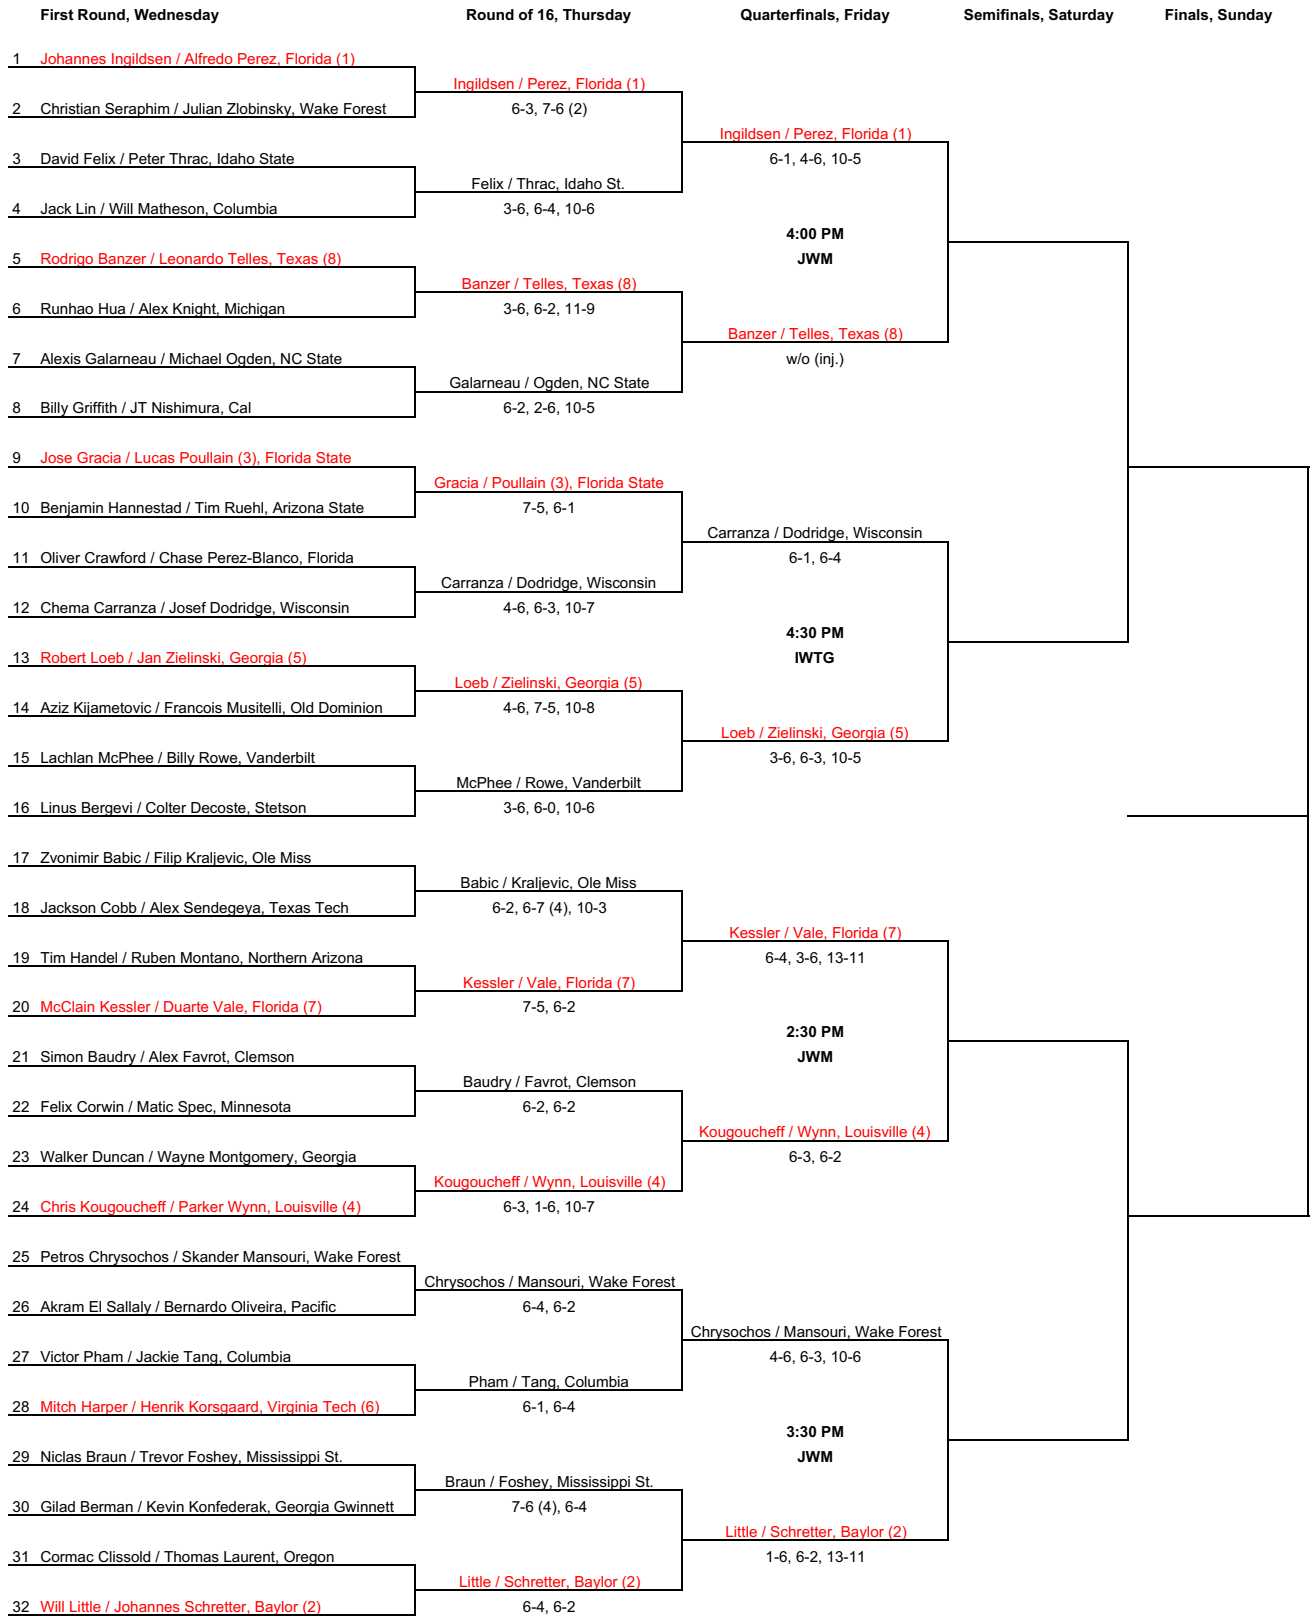 First Round, Wednesday
Round of 16, Thursday
Quarterfinals, Friday
Semifinals, Saturday
Finals, Sunday
1 Johannes Ingildsen / Alfredo Perez, Florida (1)
Ingildsen / Perez, Florida (1)
2 Christian Seraphim / Julian Zlobinsky, Wake Forest
6-3, 7-6 (2)
Ingildsen / Perez, Florida (1)
3 David Felix / Peter Thrac, Idaho State
6-1, 4-6, 10-5
Felix / Thrac, Idaho St.
4 Jack Lin / Will Matheson, Columbia
3-6, 6-4, 10-6
4:00 PM
5 Rodrigo Banzer / Leonardo Telles, Texas (8)
JWM
Banzer / Telles, Texas (8)
6 Runhao Hua / Alex Knight, Michigan
3-6, 6-2, 11-9
Banzer / Telles, Texas (8)
7 Alexis Galarneau / Michael Ogden, NC State
w/o (inj.)
Galarneau / Ogden, NC State
8 Billy Griffith / JT Nishimura, Cal
6-2, 2-6, 10-5
9 Jose Gracia / Lucas Poullain (3), Florida State
Gracia / Poullain (3), Florida State
10 Benjamin Hannestad / Tim Ruehl, Arizona State
7-5, 6-1
Carranza / Dodridge, Wisconsin
11 Oliver Crawford / Chase Perez-Blanco, Florida
6-1, 6-4
Carranza / Dodridge, Wisconsin
12 Chema Carranza / Josef Dodridge, Wisconsin
4-6, 6-3, 10-7
4:30 PM
13 Robert Loeb / Jan Zielinski, Georgia (5)
IWTG
Loeb / Zielinski, Georgia (5)
14 Aziz Kijametovic / Francois Musitelli, Old Dominion
4-6, 7-5, 10-8
Loeb / Zielinski, Georgia (5)
15 Lachlan McPhee / Billy Rowe, Vanderbilt
3-6, 6-3, 10-5
McPhee / Rowe, Vanderbilt
16 Linus Bergevi / Colter Decoste, Stetson
3-6, 6-0, 10-6
17 Zvonimir Babic / Filip Kraljevic, Ole Miss
Babic / Kraljevic, Ole Miss
18 Jackson Cobb / Alex Sendegeya, Texas Tech
6-2, 6-7 (4), 10-3
Kessler / Vale, Florida (7)
19 Tim Handel / Ruben Montano, Northern Arizona
6-4, 3-6, 13-11
Kessler / Vale, Florida (7)
20 McClain Kessler / Duarte Vale, Florida (7)
7-5, 6-2
2:30 PM
21 Simon Baudry / Alex Favrot, Clemson
JWM
Baudry / Favrot, Clemson
22 Felix Corwin / Matic Spec, Minnesota
6-2, 6-2
Kougoucheff / Wynn, Louisville (4)
23 Walker Duncan / Wayne Montgomery, Georgia
6-3, 6-2
Kougoucheff / Wynn, Louisville (4)
24 Chris Kougoucheff / Parker Wynn, Louisville (4)
6-3, 1-6, 10-7
25 Petros Chrysochos / Skander Mansouri, Wake Forest
Chrysochos / Mansouri, Wake Forest
26 Akram El Sallaly / Bernardo Oliveira, Pacific
6-4, 6-2
Chrysochos / Mansouri, Wake Forest
27 Victor Pham / Jackie Tang, Columbia
4-6, 6-3, 10-6
Pham / Tang, Columbia
28 Mitch Harper / Henrik Korsgaard, Virginia Tech (6)
6-1, 6-4
3:30 PM
29 Niclas Braun / Trevor Foshey, Mississippi St.
JWM
Braun / Foshey, Mississippi St.
30 Gilad Berman / Kevin Konfederak, Georgia Gwinnett
7-6 (4), 6-4
Little / Schretter, Baylor (2)
31 Cormac Clissold / Thomas Laurent, Oregon
1-6, 6-2, 13-11
Little / Schretter, Baylor (2)
32 Will Little / Johannes Schretter, Baylor (2)
6-4, 6-2